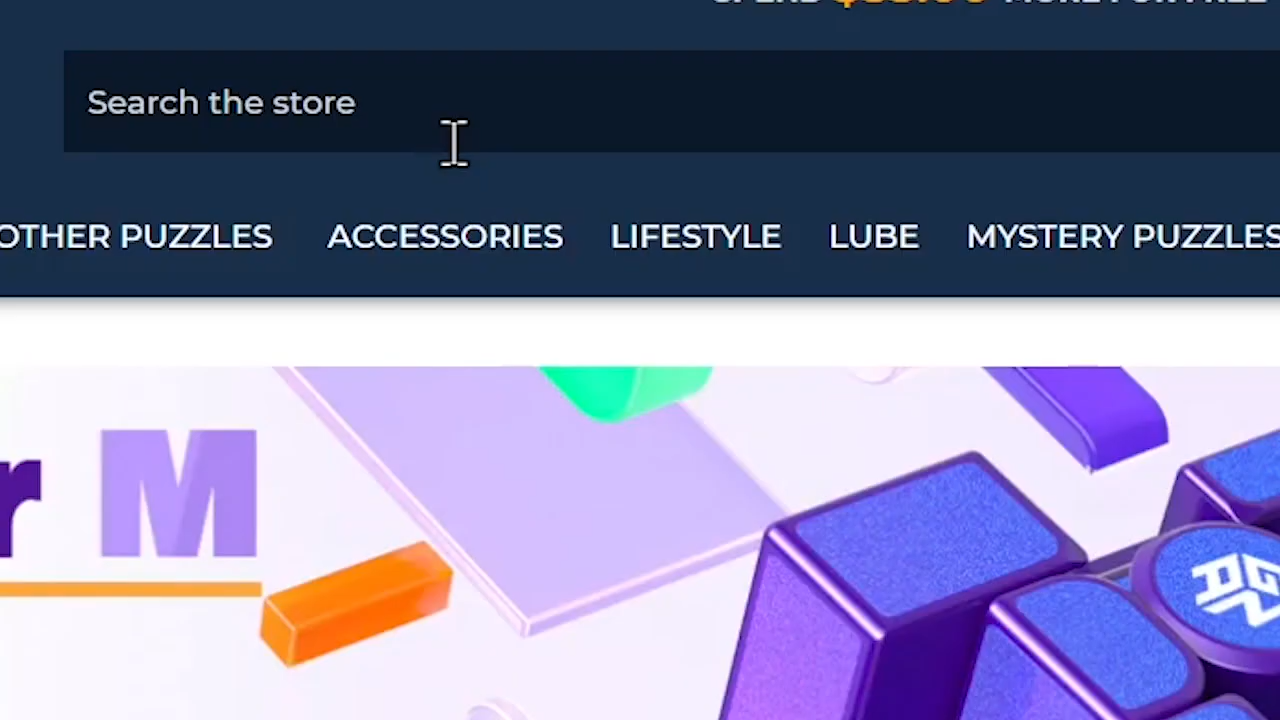 Search the store
OTHER PUZZLES ACCESSORIES LIFESTYLE LUBE MYSTERY PUZZLES
r M